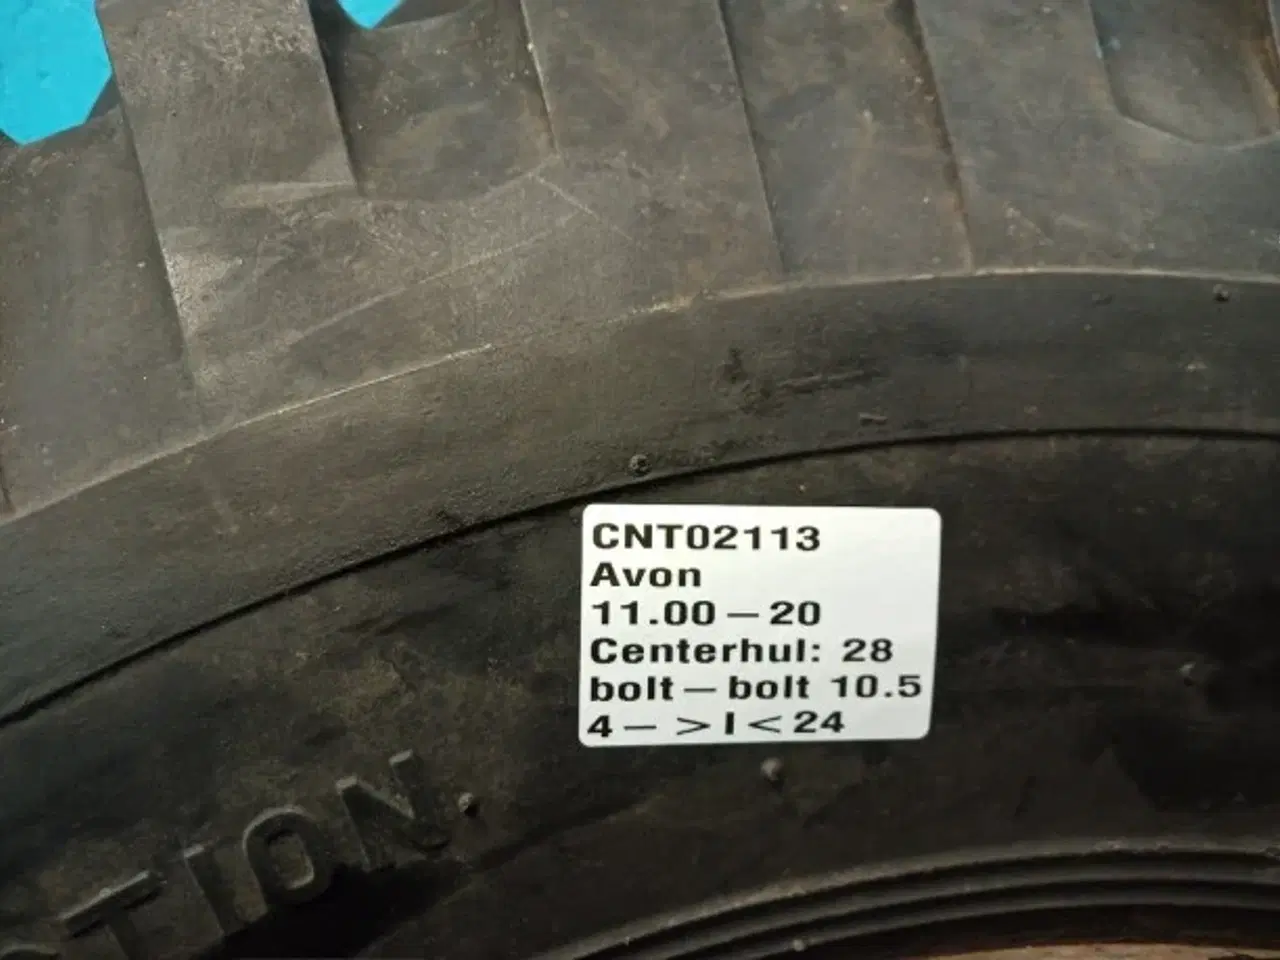 CNT02113
Avon
11.00 – 20
Centerhul: 28
bolt – bolt 10.5
4 – >I< 24
TION